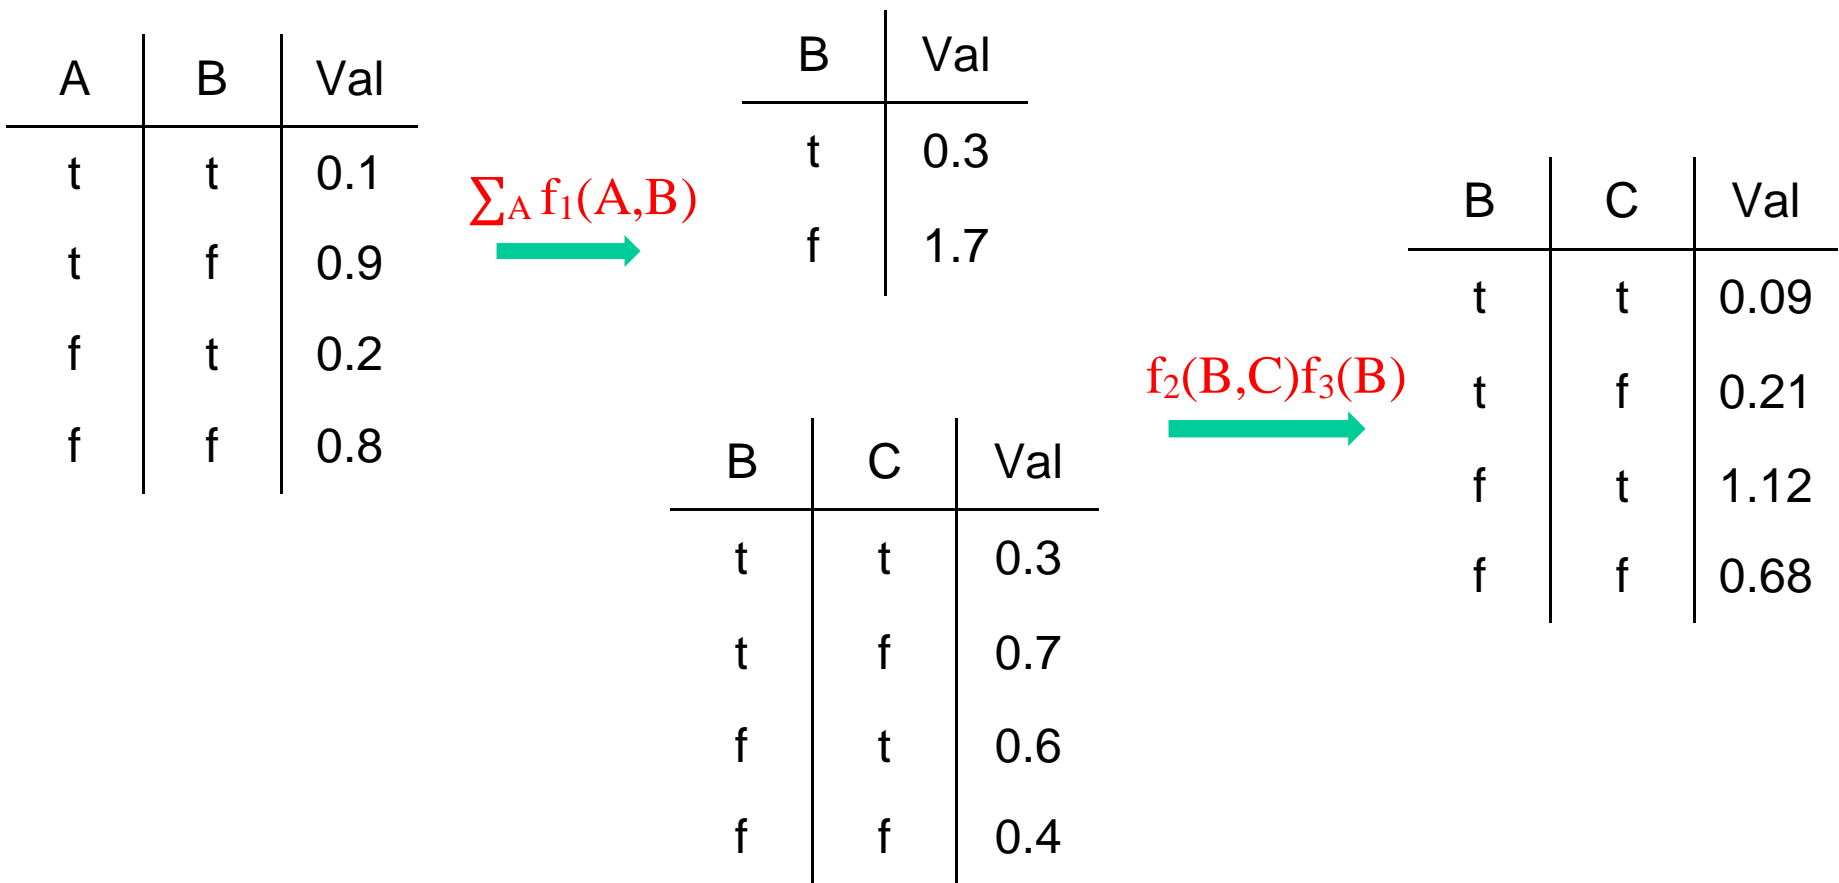 A B Val
t t 0.1
t f 0.9
f t 0.2
f f 0.8
∑A f1(A,B)
B Val
t 0.3
f 1.7
B C Val
t t 0.3
t f 0.7
f t 0.6
f f 0.4
f2(B,C)f3(B)
B C Val
t t 0.09
t f 0.21
f t 1.12
f f 0.68